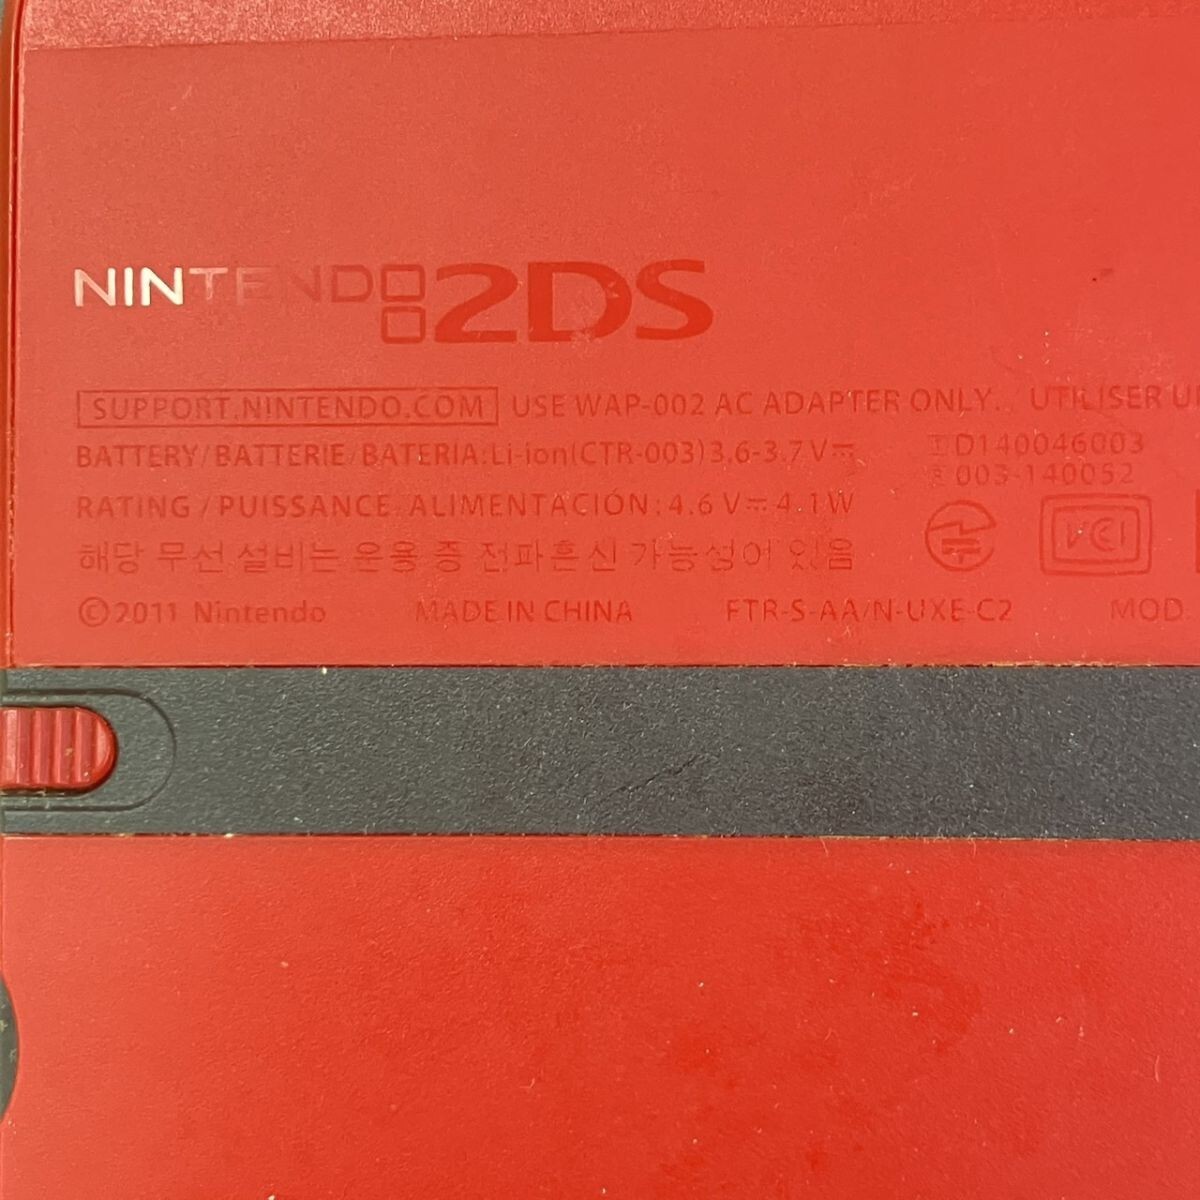 NINTENDO 2DS
SUPPORT.NINTENDO.COM USE WAP-002 AC ADAPTER ONLY. UTILISER U
BATTERY/BATTERIE/BATERÍA:Li-ion(CTR-003)3.6-3.7V⎓ D140046003
003-140052
RATING/PUISSANCE ALIMENTACIÓN:4.6V⎓4.1W
해당 무선 설비는 운용 중 전파혼신 가능성이 있음
VCCI
©2011 Nintendo MADE IN CHINA FTR-S-AA/N-UXE-C2 MOD.